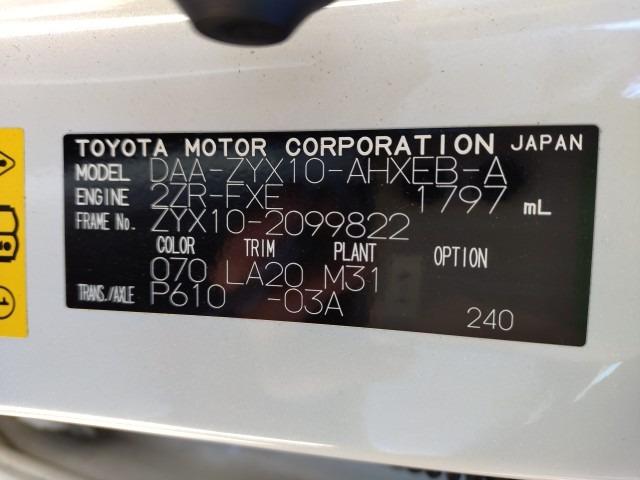 TOYOTA MOTOR CORPORATION JAPAN
MODEL DAA-ZYX10-AHXEB-A
ENGINE 2ZR-FXE 1797 mL
FRAME No. ZYX10-2099822
COLOR TRIM PLANT OPTION
070 LA20 M31
TRANS./AXLE P610 -03A
240
1